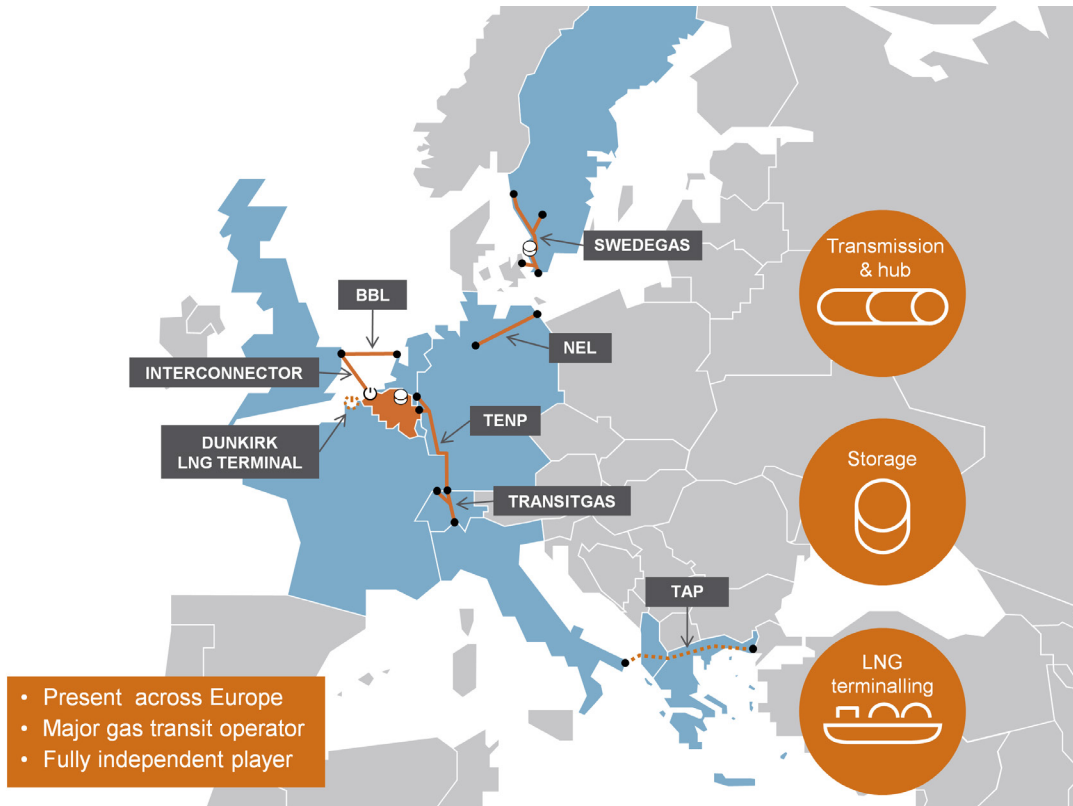 SWEDEGAS
BBL
NEL
INTERCONNECTOR
TENP
DUNKIRK
LNG TERMINAL
TRANSITGAS
TAP
Transmission
& hub
Storage
LNG
terminalling
• Present across Europe
• Major gas transit operator
• Fully independent player